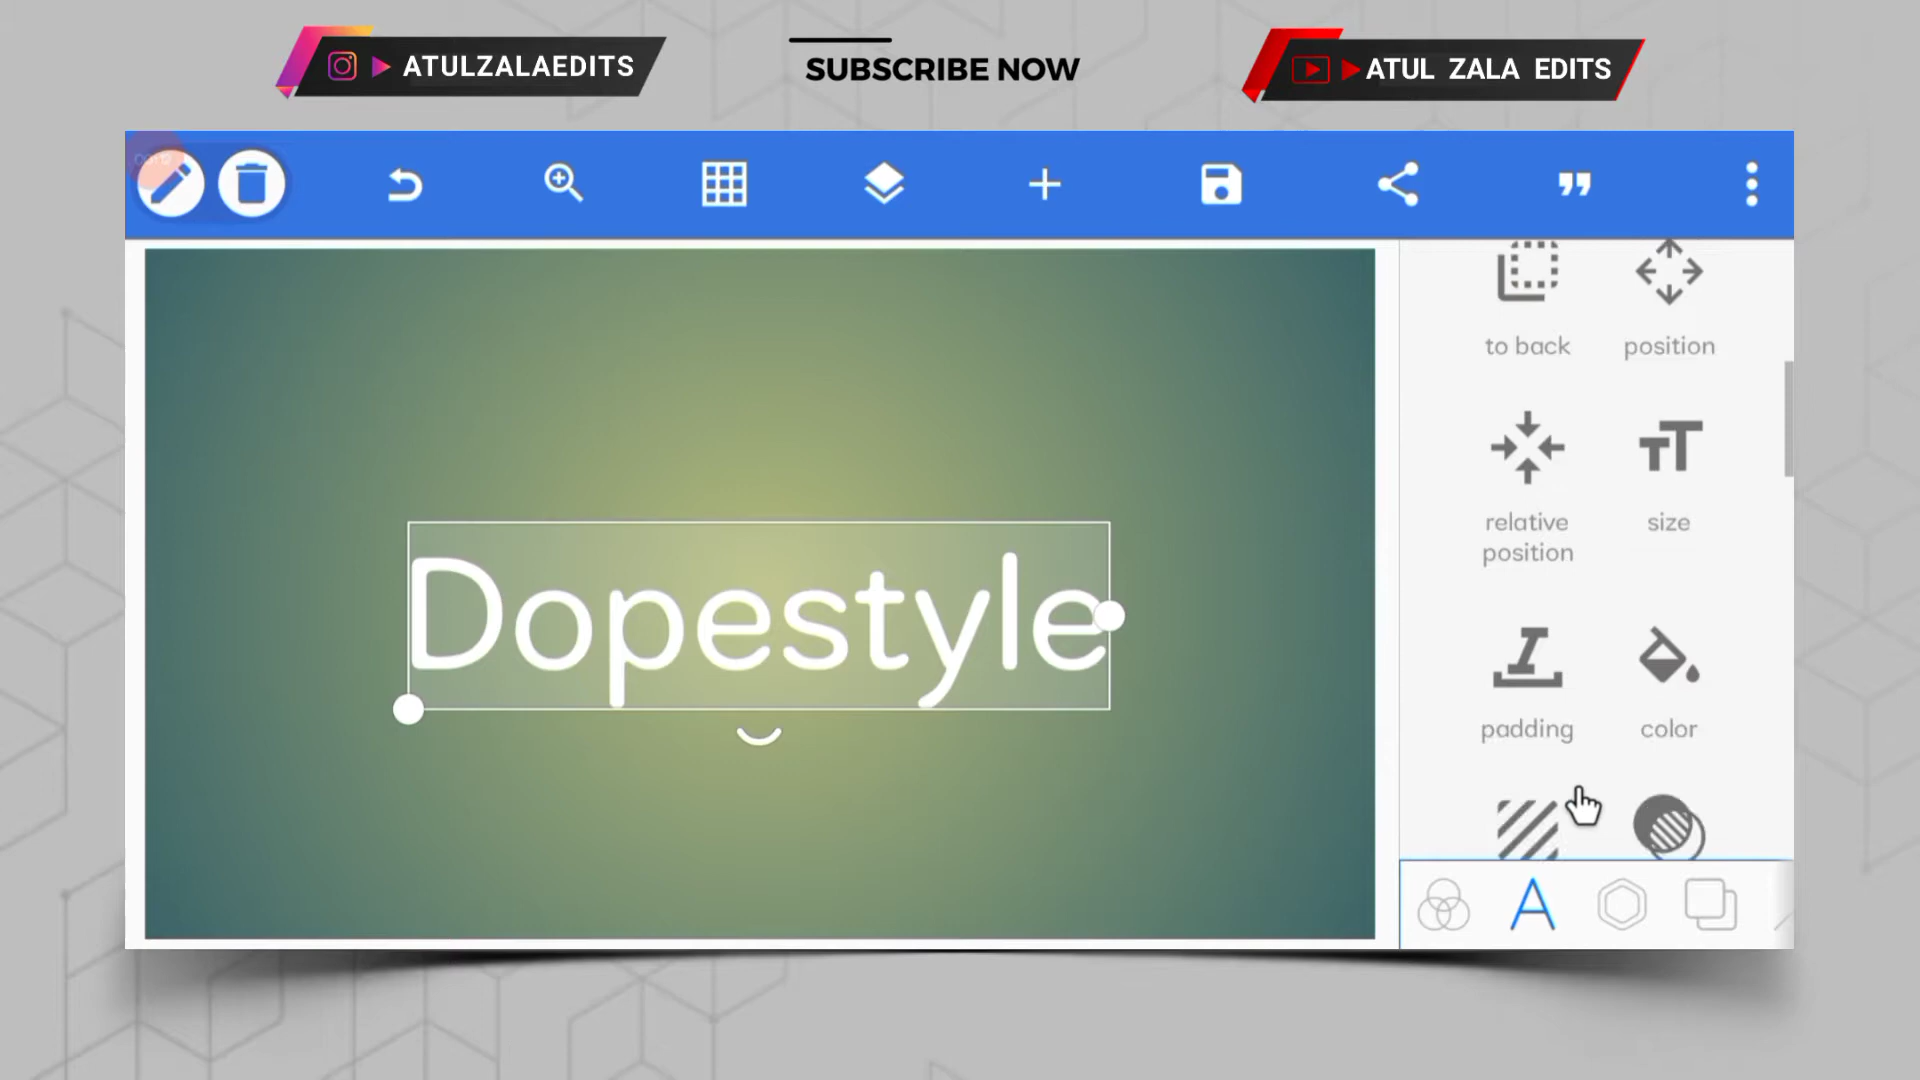 ATULZALAEDITS
SUBSCRIBE NOW
ATUL ZALA EDITS
to back
position
relative
position
size
Dopestyle
padding
color